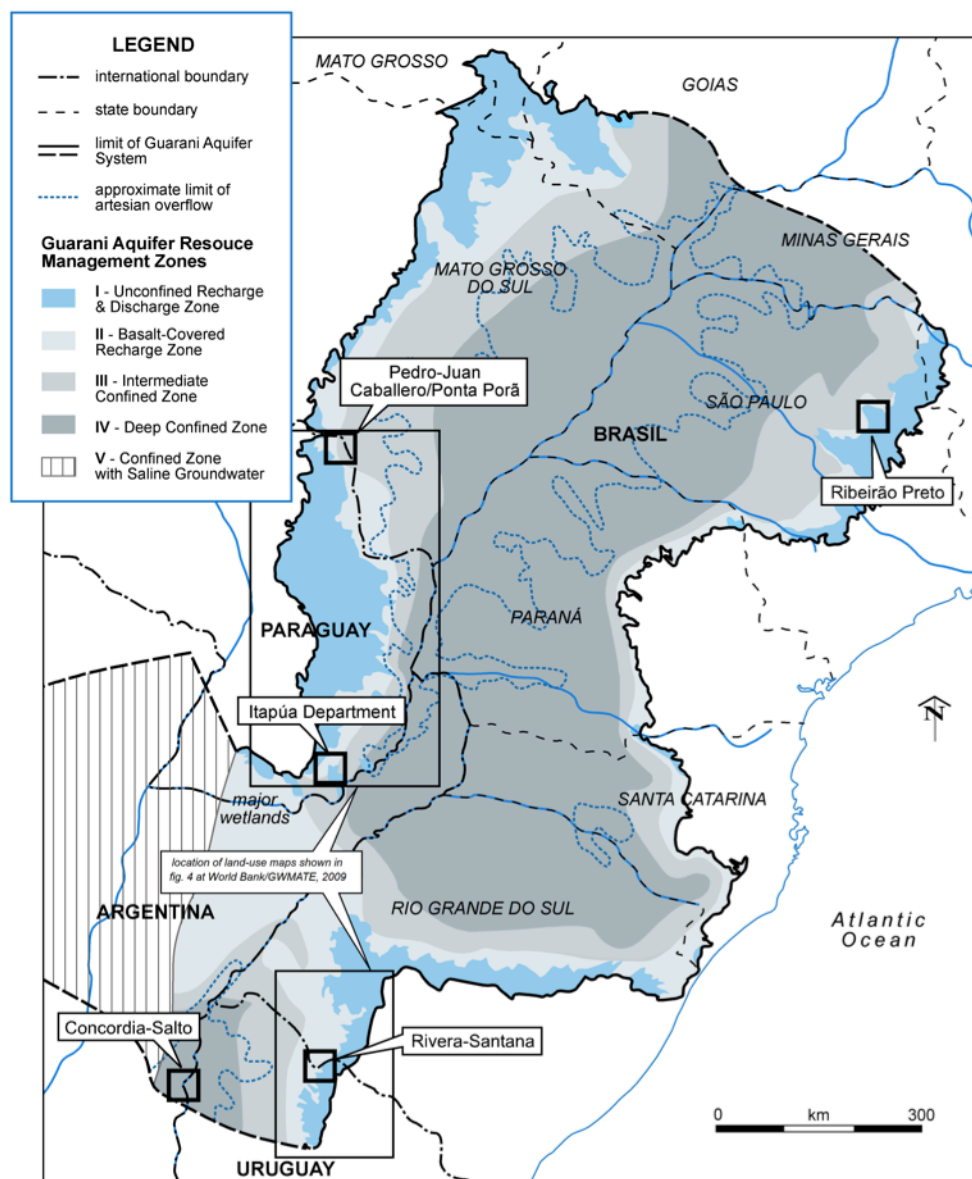 LEGEND
international boundary
state boundary
limit of Guarani Aquifer
System
approximate limit of
artesian overflow
Guarani Aquifer Resouce
Management Zones
I - Unconfined Recharge
& Discharge Zone
II - Basalt-Covered
Recharge Zone
III - Intermediate
Confined Zone
IV - Deep Confined Zone
V - Confined Zone
with Saline Groundwater
MATO GROSSO
GOIAS
MINAS GERAIS
MATO GROSSO
DO SUL
Pedro-Juan
Caballero/Ponta Porã
SÃO PAULO
BRASIL
Ribeirão Preto
PARANÁ
PARAGUAY
Itapúa Department
N
major
wetlands
SANTA CATARINA
location of land-use maps shown in
fig. 4 at World Bank/GWMATE, 2009
ARGENTINA
RIO GRANDE DO SUL
Atlantic
Ocean
Concordia-Salto
Rivera-Santana
0 km 300
URUGUAY